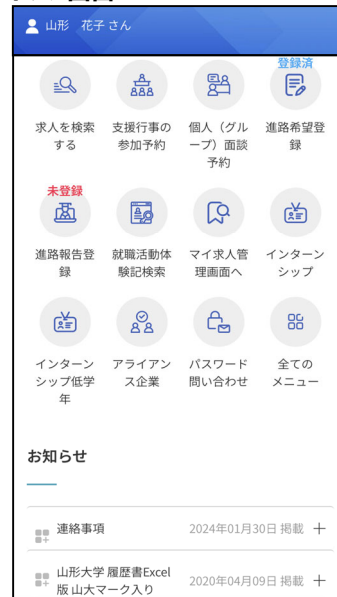 山形 花子 さん
登録済
求人を検索
する
支援行事の
参加予約
個人（グル
ープ）面談
予約
進路希望登
録
未登録
進路報告登
録
就職活動体
験記検索
マイ求人管
理画面へ
インターン
シップ
インターン
シップ低学
年
アライアン
ス企業
パスワード
問い合わせ
全ての
メニュー
お知らせ
連絡事項 2024年01月30日 掲載 ＋
山形大学 履歴書Excel
版 山大マーク入り 2020年04月09日 掲載 ＋